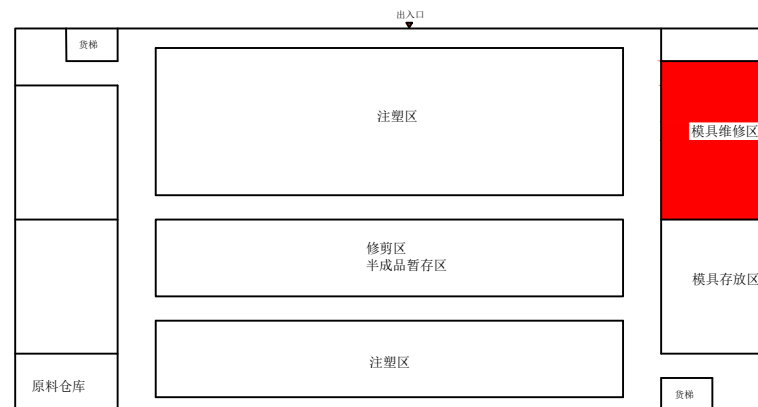 出入口
货梯
注塑区
模具维修区
修剪区
半成品暂存区
模具存放区
注塑区
原料仓库
货梯